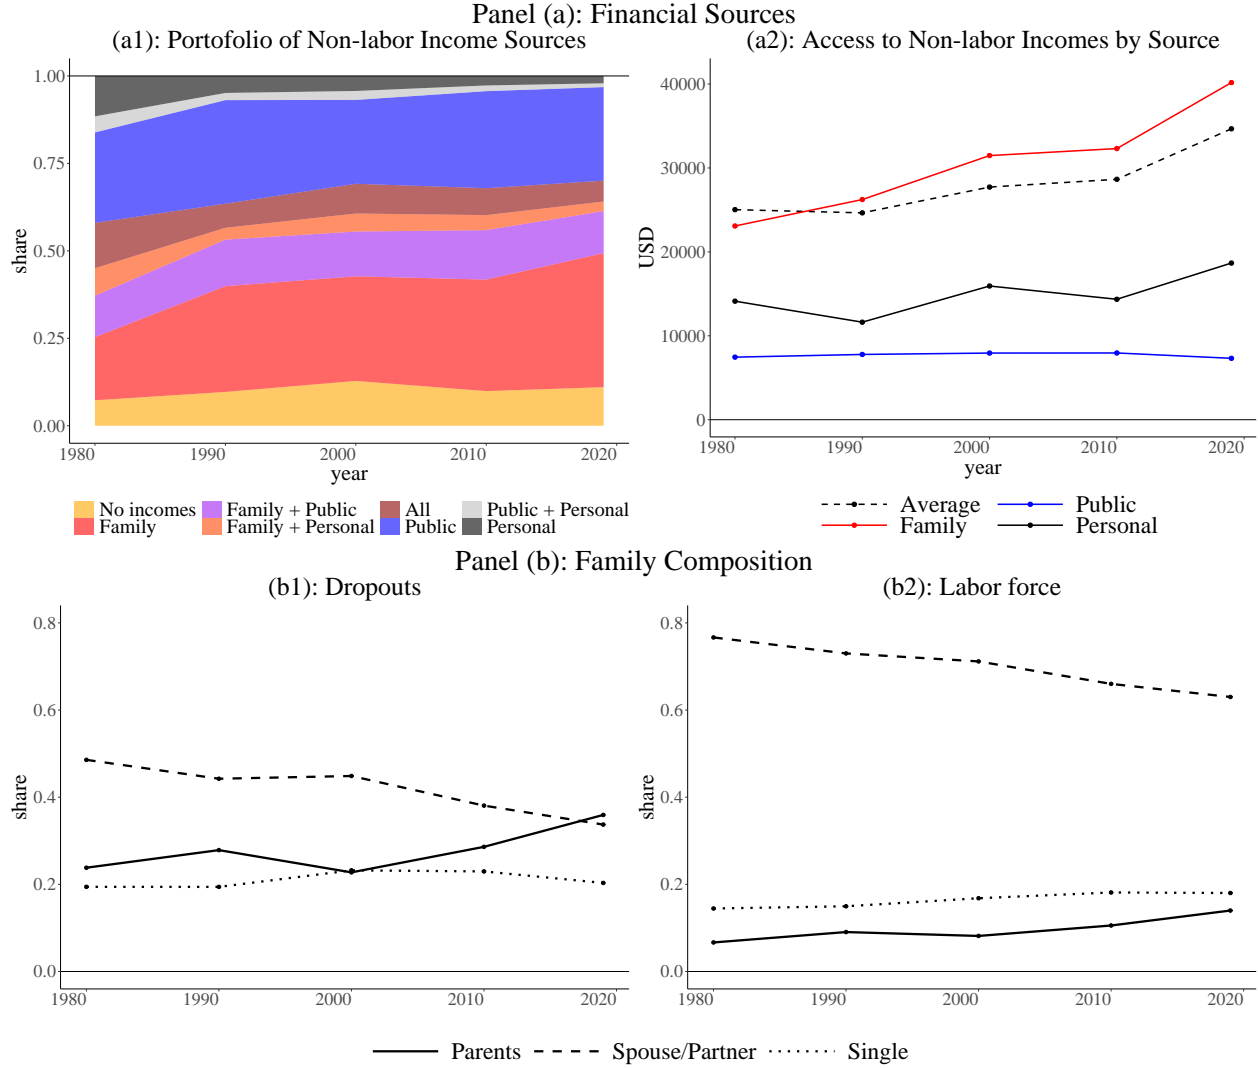 Panel (a): Financial Sources
(a1): Portofolio of Non-labor Income Sources
1.00
0.75
0.50
0.25
0.00
share
1980 1990 2000 2010 2020
year
No incomes Family + Public All Public + Personal
Family Family + Personal Public Personal
(a2): Access to Non-labor Incomes by Source
40000
30000
20000
10000
0
USD
1980 1990 2000 2010 2020
year
Average Public
Family Personal
Panel (b): Family Composition
(b1): Dropouts
0.8
0.6
0.4
0.2
0.0
share
1980 1990 2000 2010 2020
(b2): Labor force
0.8
0.6
0.4
0.2
0.0
share
1980 1990 2000 2010 2020
Parents Spouse/Partner Single